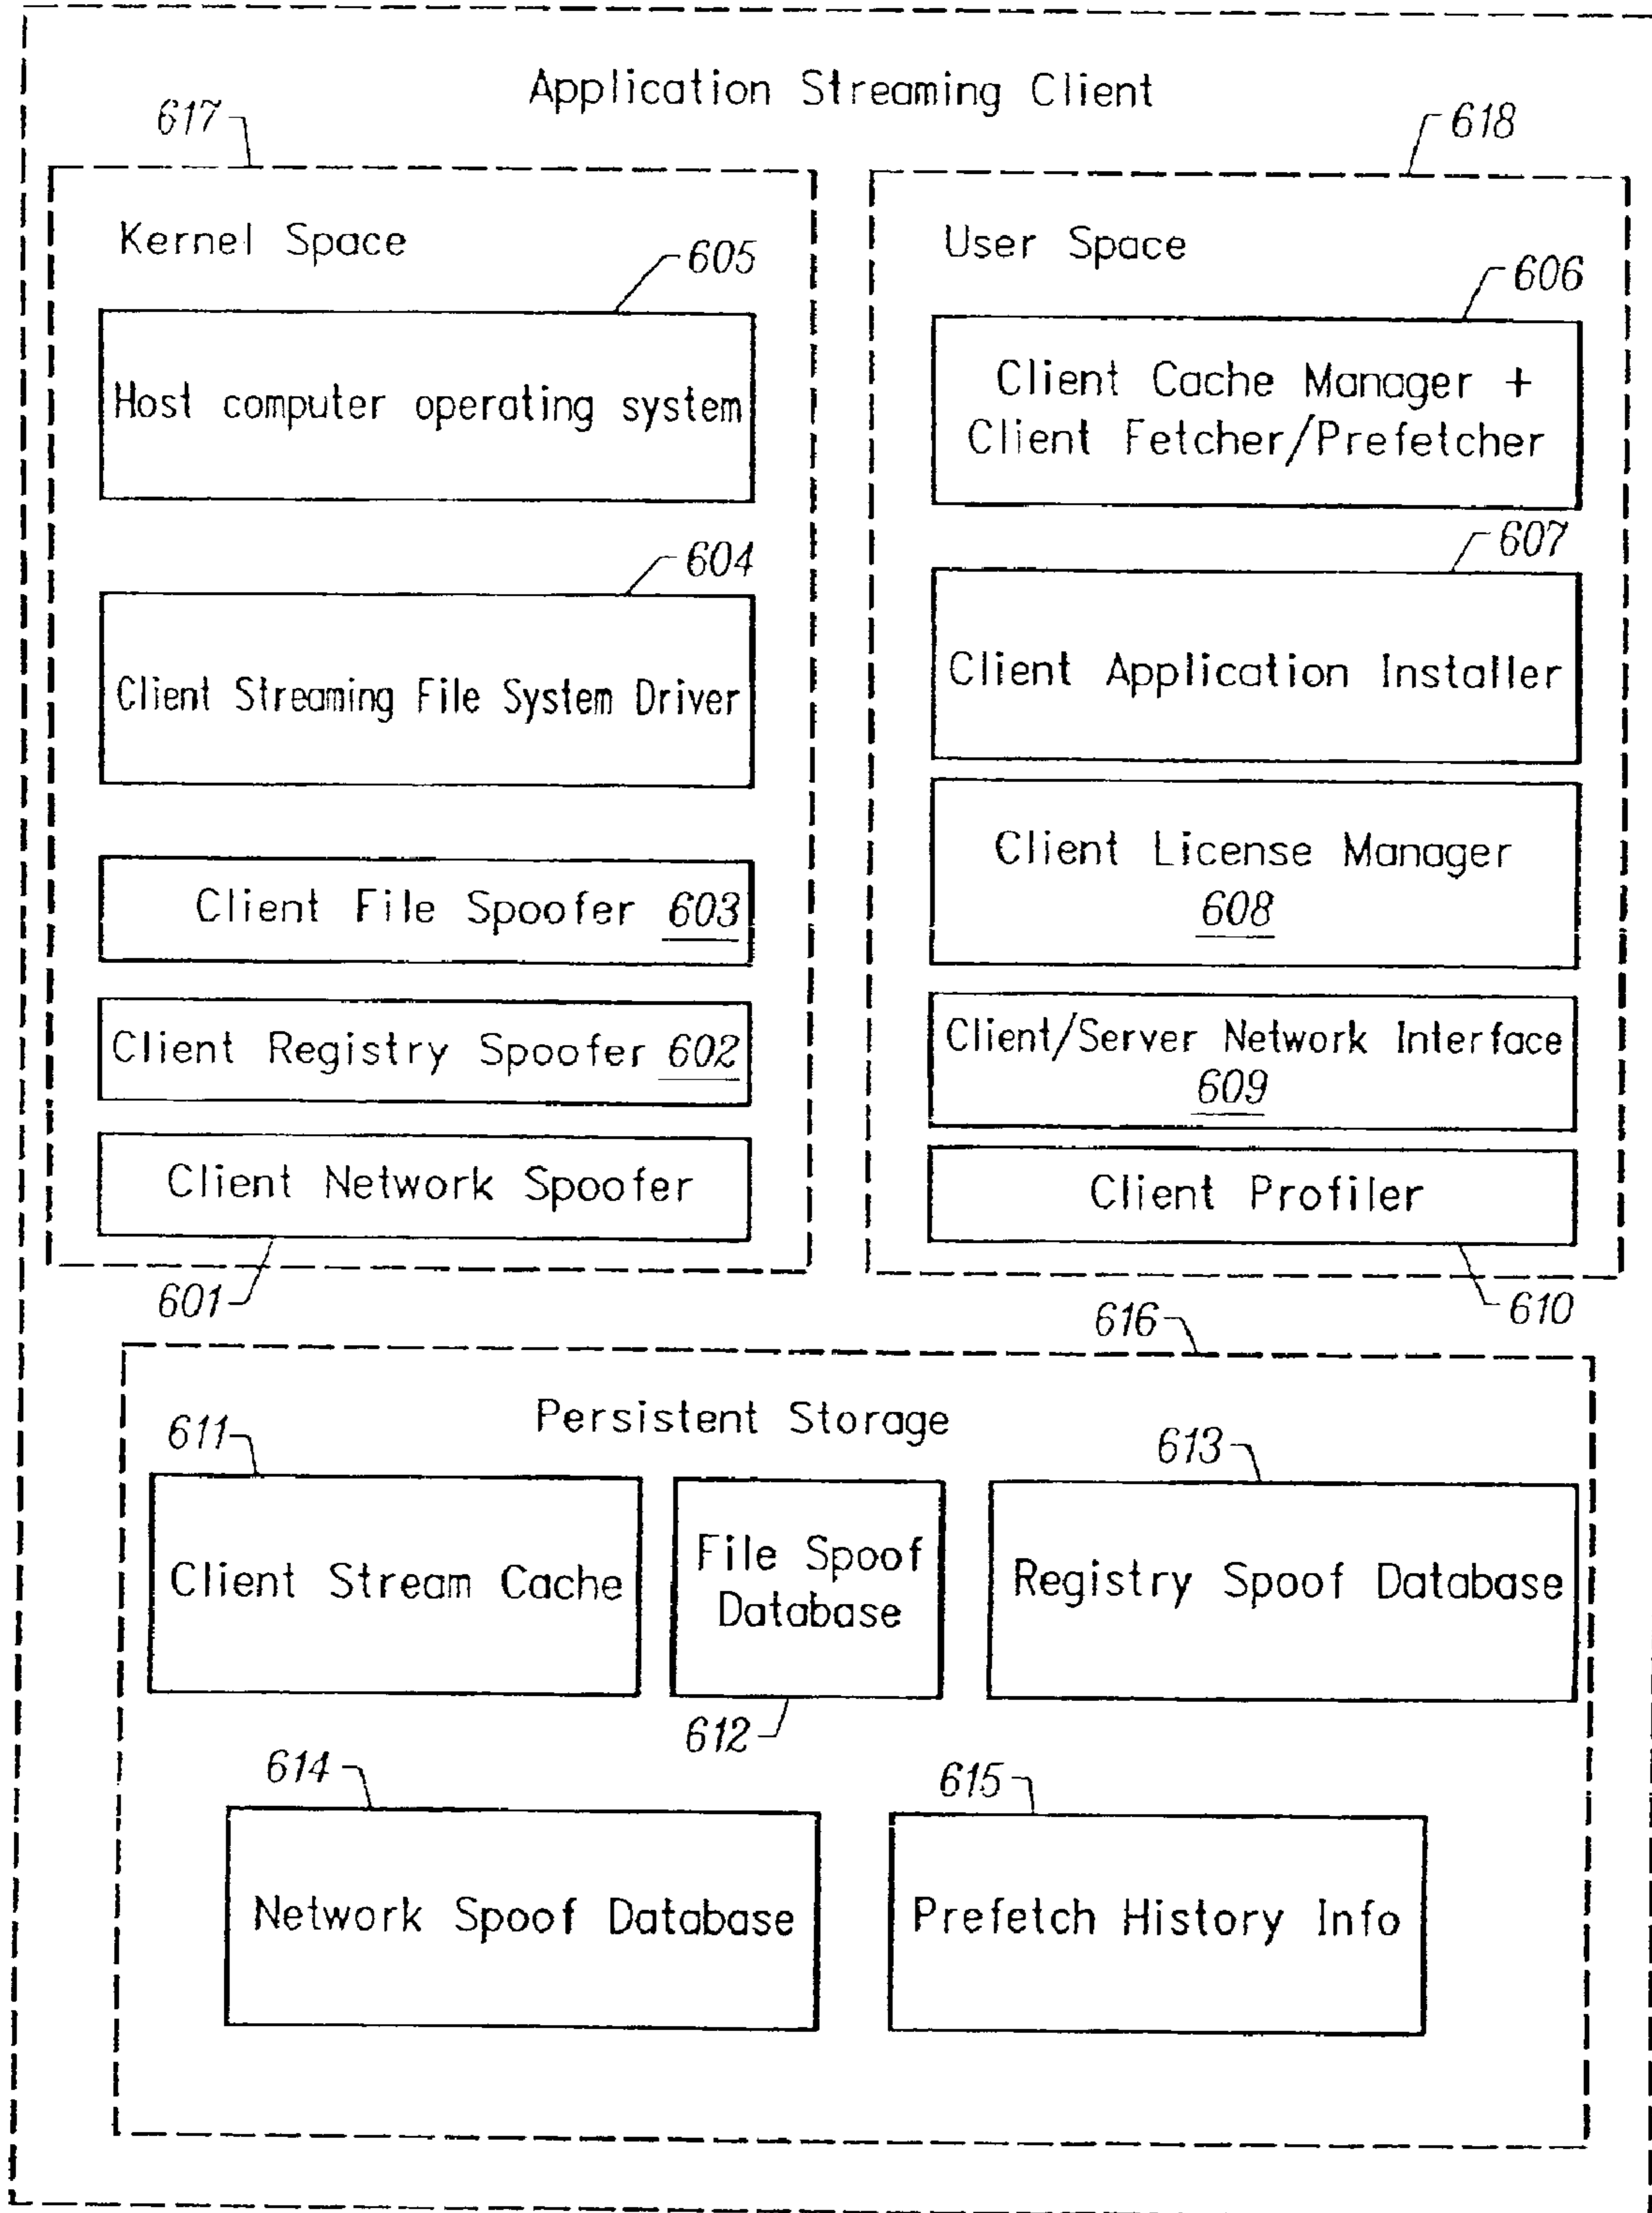 Application Streaming Client
617
618
Kernel Space
605
Host computer operating system
604
Client Streaming File System Driver
Client File Spoofer 603
Client Registry Spoofer 602
Client Network Spoofer
601
User Space
606
Client Cache Manager +
Client Fetcher/Prefetcher
607
Client Application Installer
Client License Manager
608
Client/Server Network Interface
609
Client Profiler
610
616
Persistent Storage
611
Client Stream Cache
File Spoof
Database
612
613
Registry Spoof Database
614
Network Spoof Database
615
Prefetch History Info